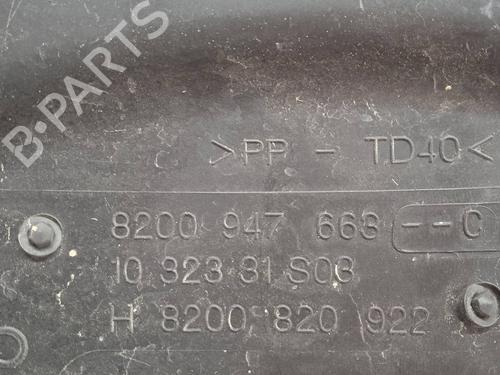 B-PARTS
>PP - TD40<
8200 947 663 --C
10 323 31 S03
H 8200 820 922